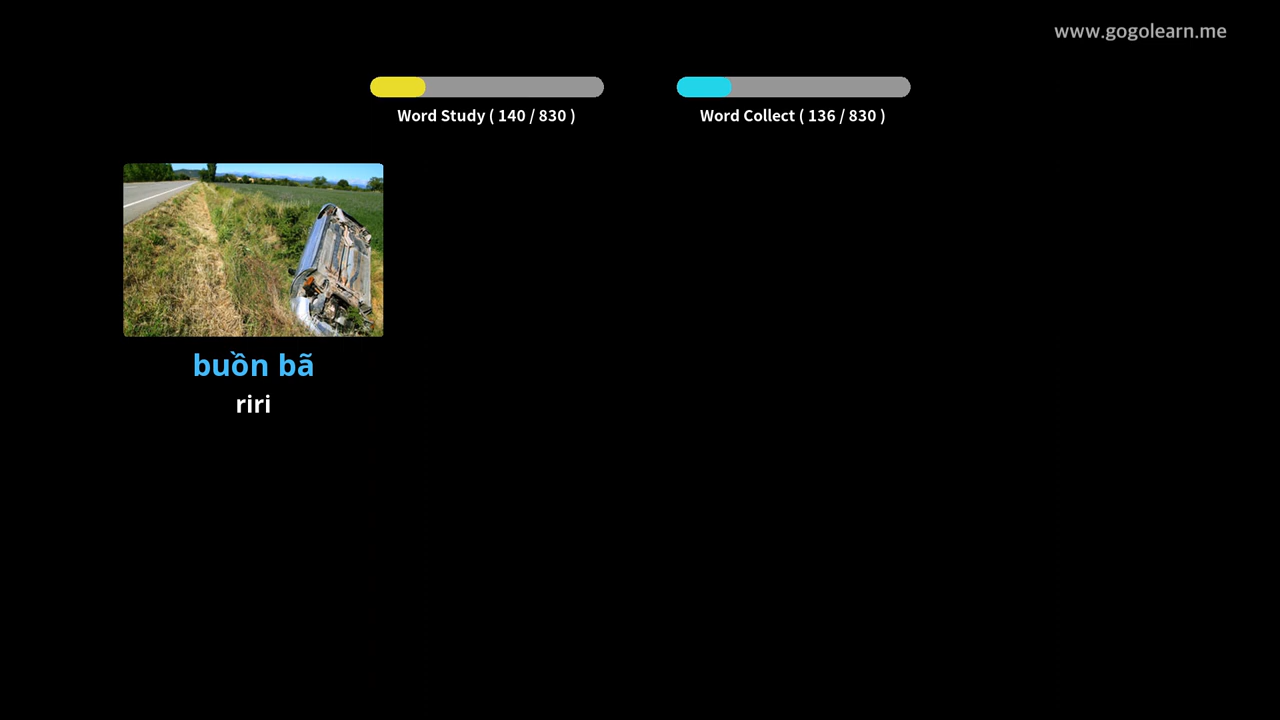 www.gogolearn.me
Word Study ( 140 / 830 )
Word Collect ( 136 / 830 )
buồn bã
riri